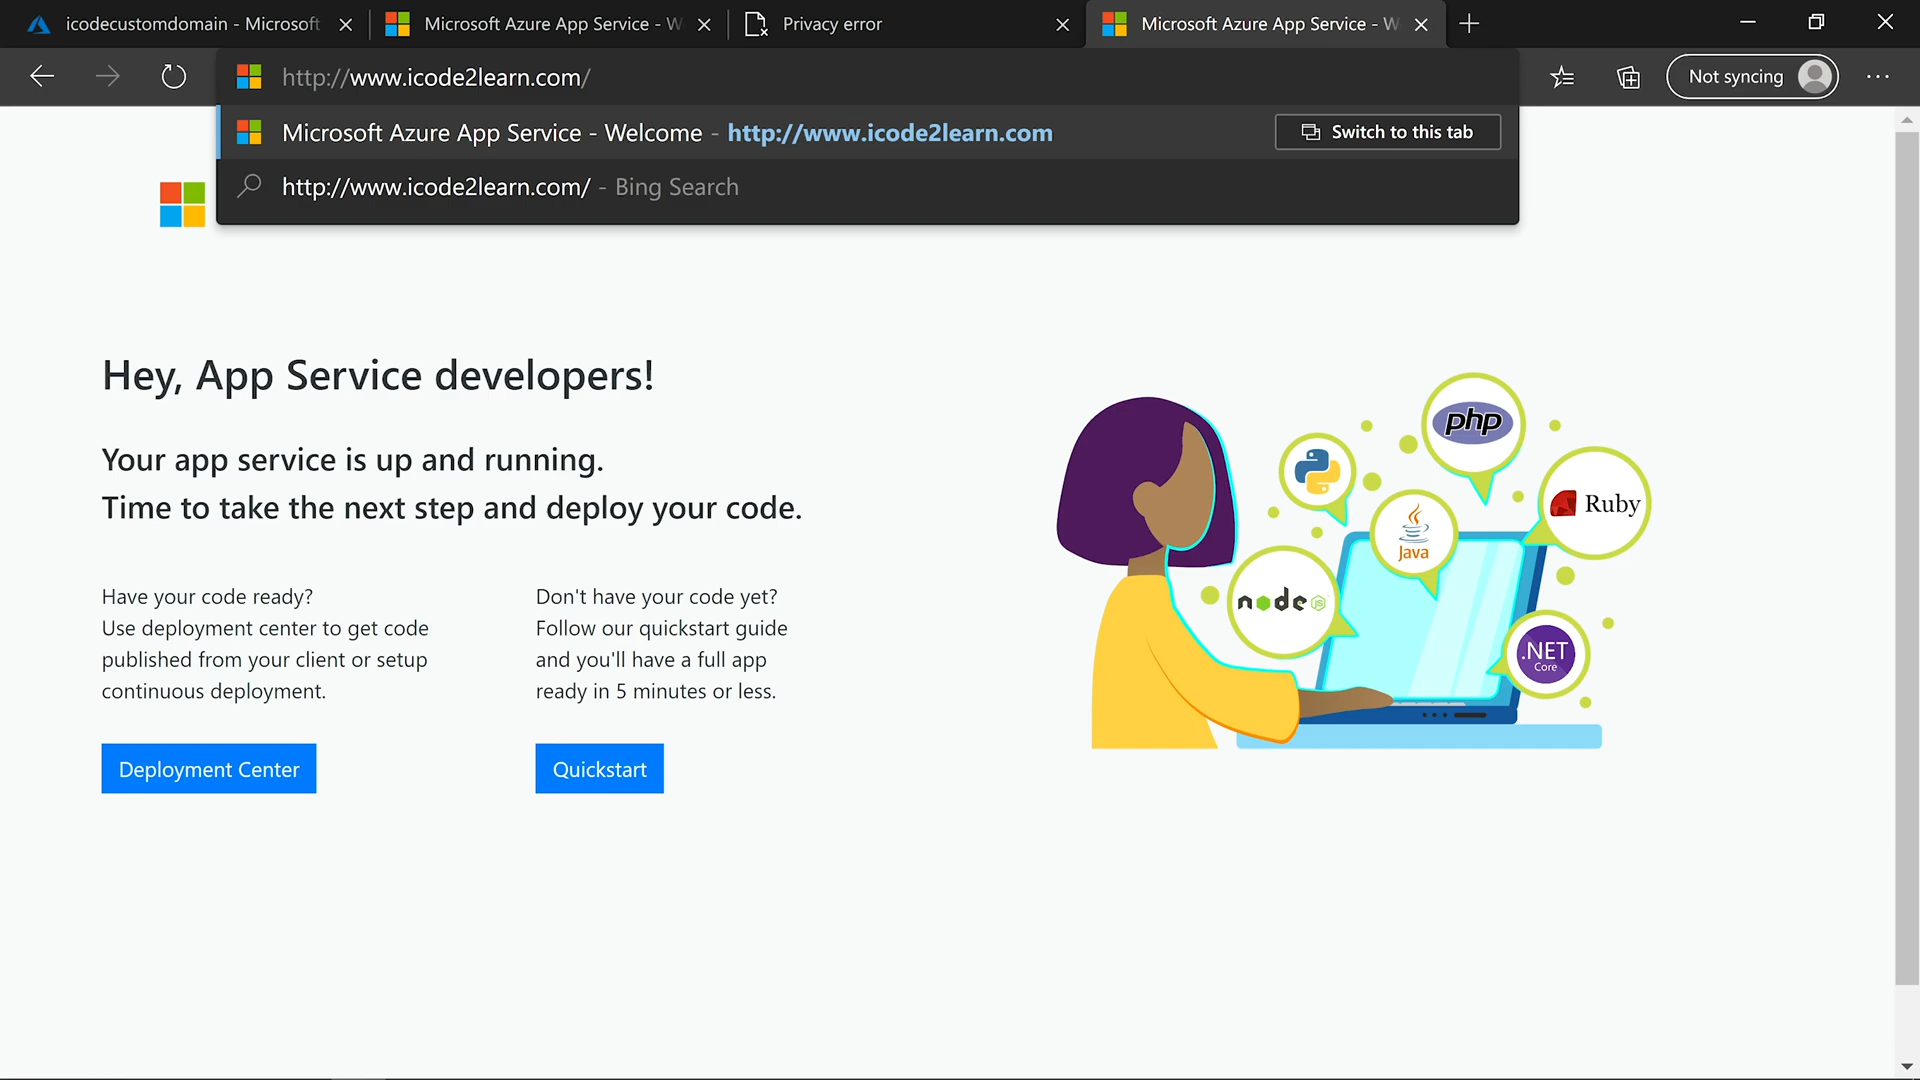 icodecustomdomain - Microsoft
Microsoft Azure App Service - W
Privacy error
Microsoft Azure App Service - W
http://www.icode2learn.com/
Not syncing
Microsoft Azure App Service - Welcome - http://www.icode2learn.com
Switch to this tab
http://www.icode2learn.com/ - Bing Search
Hey, App Service developers!
Your app service is up and running.
Time to take the next step and deploy your code.
Have your code ready?
Use deployment center to get code
published from your client or setup
continuous deployment.
Deployment Center
Don't have your code yet?
Follow our quickstart guide
and you'll have a full app
ready in 5 minutes or less.
Quickstart
php
Ruby
Java
node
JS
.NET
Core